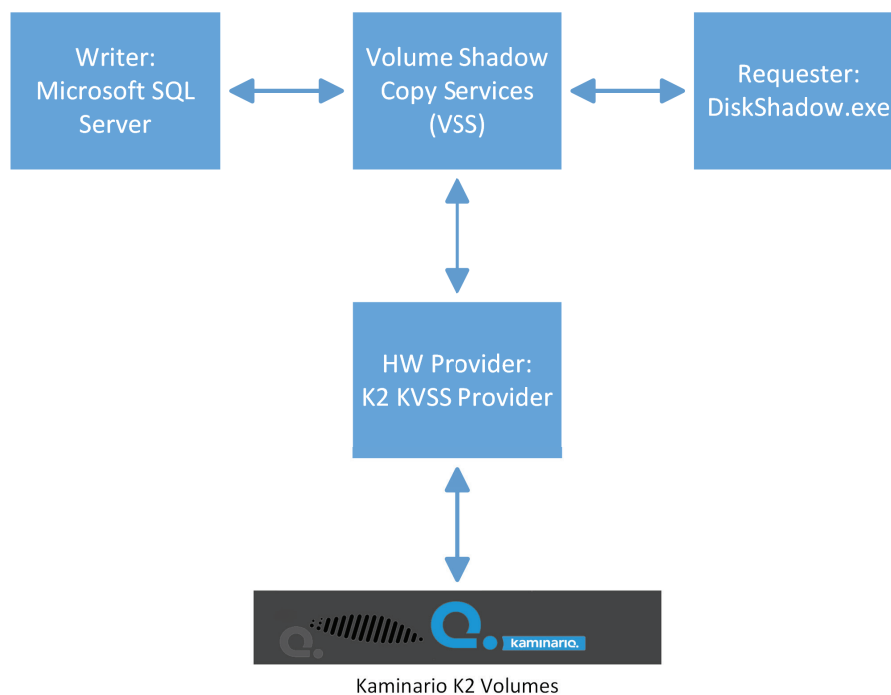 Writer:
Microsoft SQL
Server
Volume Shadow
Copy Services
(VSS)
Requester:
DiskShadow.exe
HW Provider:
K2 KVSS Provider
kaminario.
Kaminario K2 Volumes